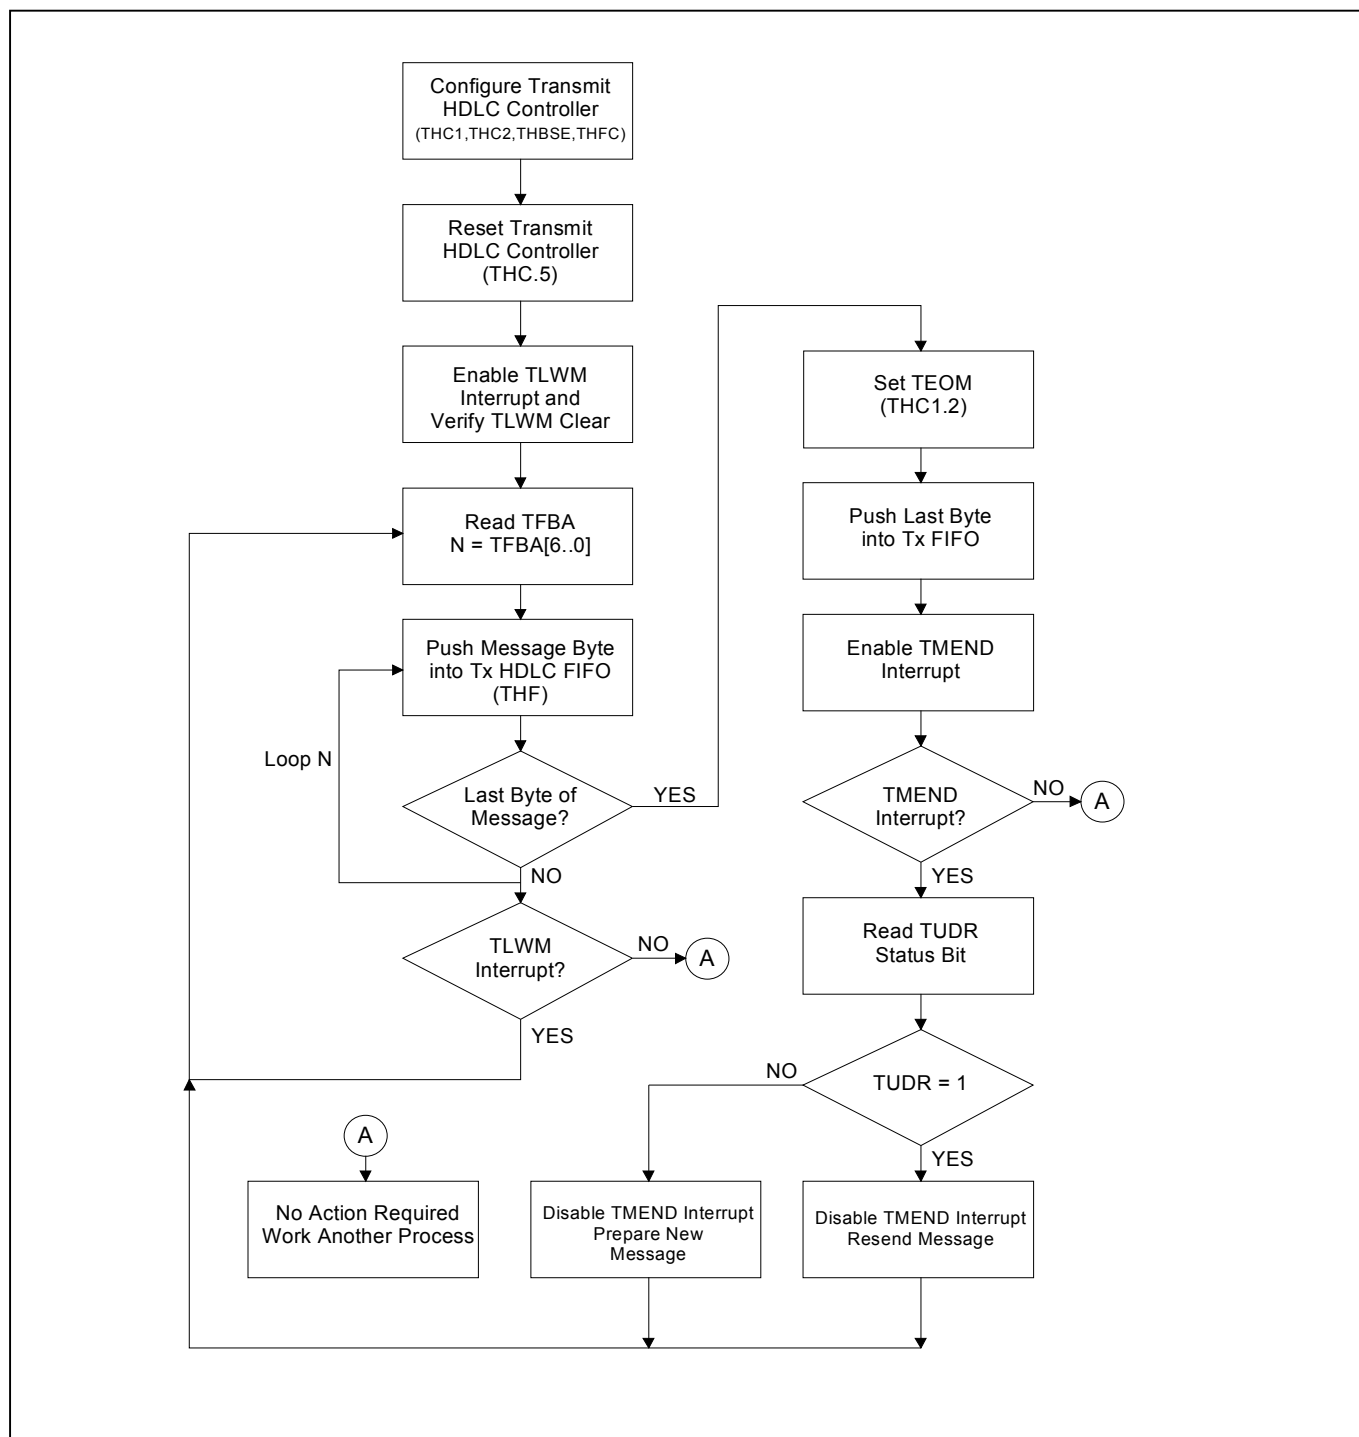 Configure Transmit
HDLC Controller
(THC1,THC2,THBSE,THFC)
Reset Transmit
HDLC Controller
(THC.5)
Enable TLWM
Interrupt and
Verify TLWM Clear
Read TFBA
N = TFBA[6..0]
Push Message Byte
into Tx HDLC FIFO
(THF)
Loop N
Last Byte of
Message?
YES
NO
TLWM
Interrupt?
NO
A
YES
Set TEOM
(THC1.2)
Push Last Byte
into Tx FIFO
Enable TMEND
Interrupt
TMEND
Interrupt?
NO
A
YES
Read TUDR
Status Bit
TUDR = 1
NO
YES
A
No Action Required
Work Another Process
Disable TMEND Interrupt
Prepare New
Message
Disable TMEND Interrupt
Resend Message